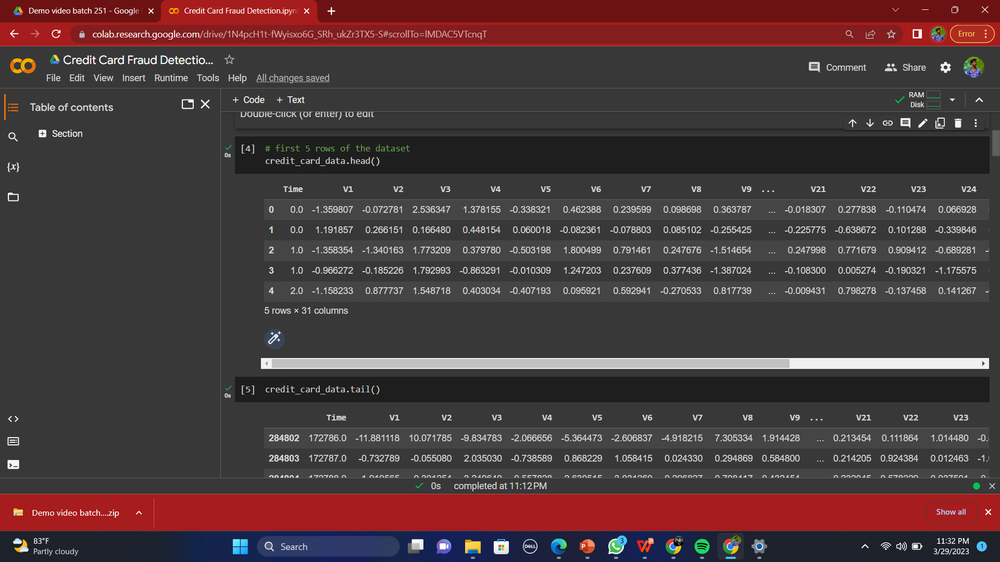 Demo video batch 251 - Google
Credit Card Fraud Detection.ipyn
colab.research.google.com/drive/1N4pcH1t-fWyisxo6G_SRh_ukZr3TX5-S#scrollTo=lMDAC5VTcnqT
Error
Credit Card Fraud Detectio...
Comment
Share
File Edit View Insert Runtime Tools Help All changes saved
Table of contents
+ Code + Text
RAM
Disk
Double-click (or enter) to edit
Section
{x}
0s
[4] # first 5 rows of the dataset
credit_card_data.head()
Time V1 V2 V3 V4 V5 V6 V7 V8 V9 ... V21 V22 V23 V24
0 0.0 -1.359807 -0.072781 2.536347 1.378155 -0.338321 0.462388 0.239599 0.098698 0.363787 ... -0.018307 0.277838 -0.110474 0.066928
1 0.0 1.191857 0.266151 0.166480 0.448154 0.060018 -0.082361 -0.078803 0.085102 -0.255425 ... -0.225775 -0.638672 0.101288 -0.339846
2 1.0 -1.358354 -1.340163 1.773209 0.379780 -0.503198 1.800499 0.791461 0.247676 -1.514654 ... 0.247998 0.771679 0.909412 -0.689281
3 1.0 -0.966272 -0.185226 1.792993 -0.863291 -0.010309 1.247203 0.237609 0.377436 -1.387024 ... -0.108300 0.005274 -0.190321 -1.175575
4 2.0 -1.158233 0.877737 1.548718 0.403034 -0.407193 0.095921 0.592941 -0.270533 0.817739 ... -0.009431 0.798278 -0.137458 0.141267
5 rows × 31 columns
0s
[5] credit_card_data.tail()
Time V1 V2 V3 V4 V5 V6 V7 V8 V9 ... V21 V22 V23
284802 172786.0 -11.881118 10.071785 -9.834783 -2.066656 -5.364473 -2.606837 -4.918215 7.305334 1.914428 ... 0.213454 0.111864 1.014480 -0.
284803 172787.0 -0.732789 -0.055080 2.035030 -0.738589 0.868229 1.058415 0.024330 0.294869 0.584800 ... 0.214205 0.924384 0.012463 -1.
0s completed at 11:12 PM
Demo video batch....zip
Show all
83°F
Partly cloudy
Search
DELL
3
11:32 PM
3/29/2023
1